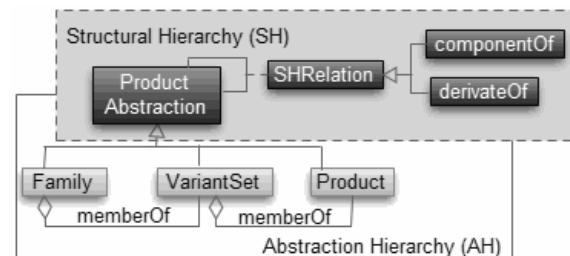 Structural Hierarchy (SH)
componentOf
Product
Abstraction
SHRelation
derivateOf
Family
VariantSet
Product
memberOf
memberOf
Abstraction Hierarchy (AH)